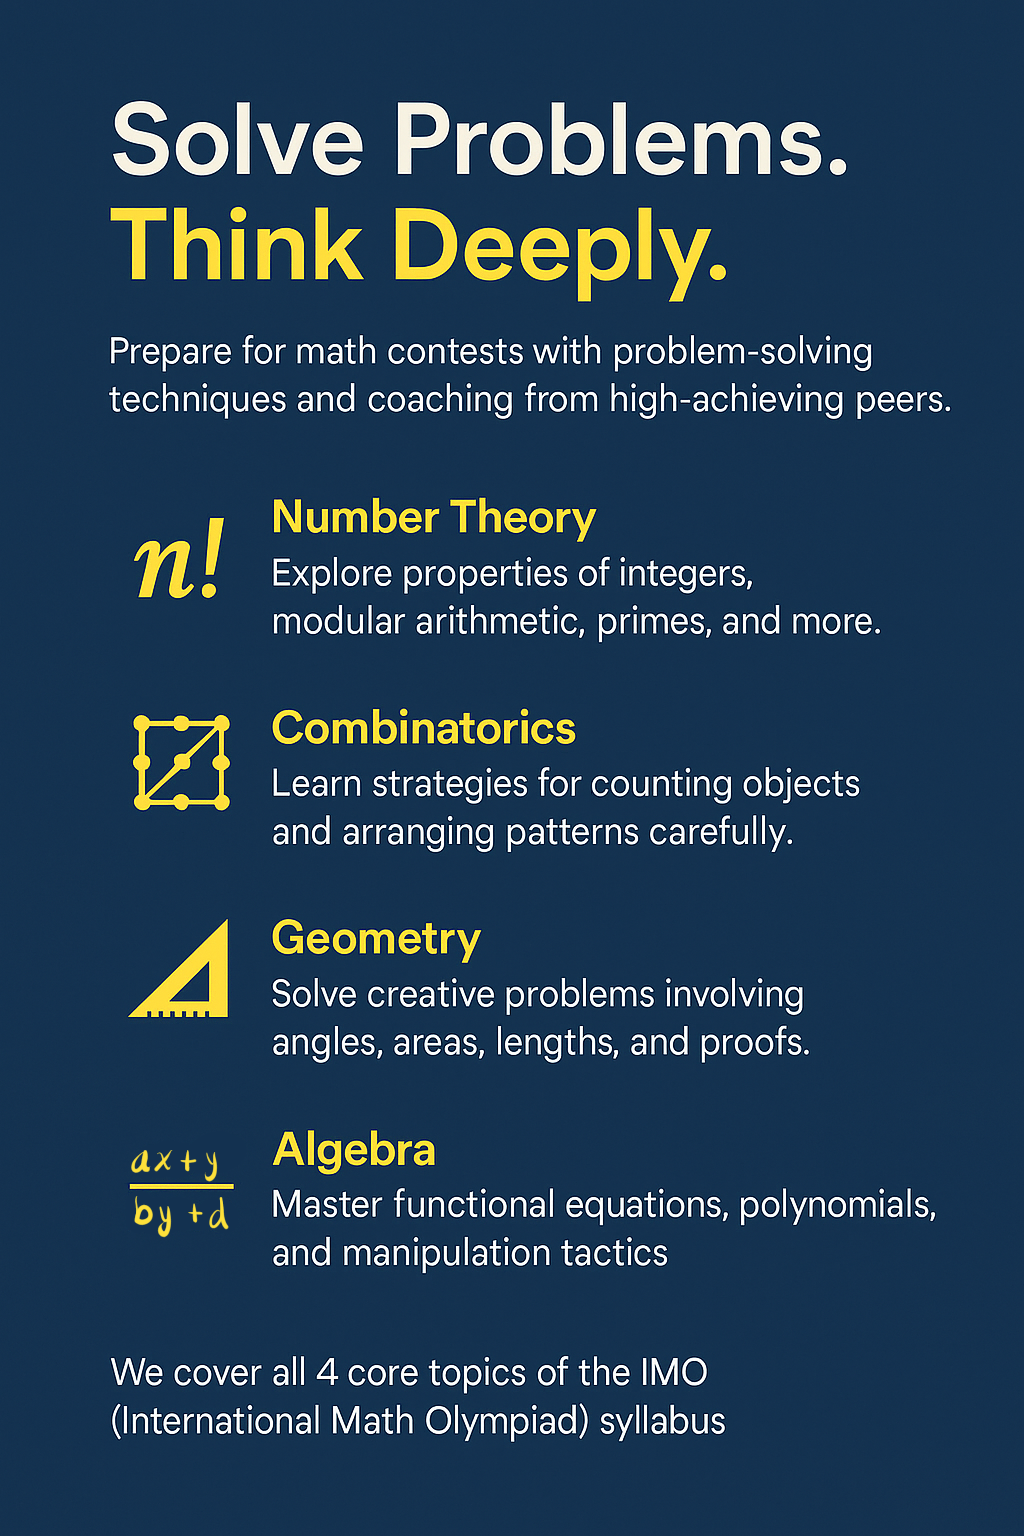 Solve Problems.
Think Deeply.
Prepare for math contests with problem-solving
techniques and coaching from high-achieving peers.
n!
Number Theory
Explore properties of integers,
modular arithmetic, primes, and more.
Combinatorics
Learn strategies for counting objects
and arranging patterns carefully.
Geometry
Solve creative problems involving
angles, areas, lengths, and proofs.
ax+y
by +d
Algebra
Master functional equations, polynomials,
and manipulation tactics
We cover all 4 core topics of the IMO
(International Math Olympiad) syllabus